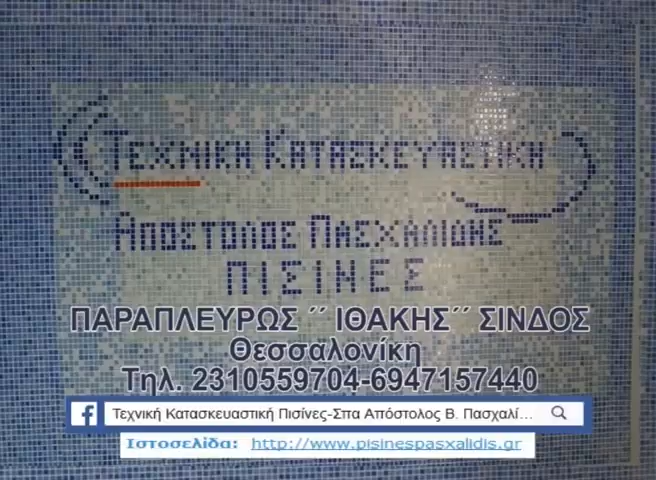 ΤΕΧΝΙΚΗ ΚΑΤΑΣΚΕΥΑΣΤΙΚΗ
ΑΠΟΣΤΟΛΟΣ ΠΑΣΧΑΛΙΔΗΣ
ΠΙΣΙΝΕΣ
ΠΑΡΑΠΛΕΥΡΩΣ ´´ ΙΘΑΚΗΣ´´ ΣΙΝΔΟΣ
Θεσσαλονίκη
Τηλ. 2310559704-6947157440
Τεχνική Κατασκευαστική Πισίνες-Σπα Απόστολος Β. Πασχαλί...
Ιστοσελίδα: http://www.pisinespasxalidis.gr